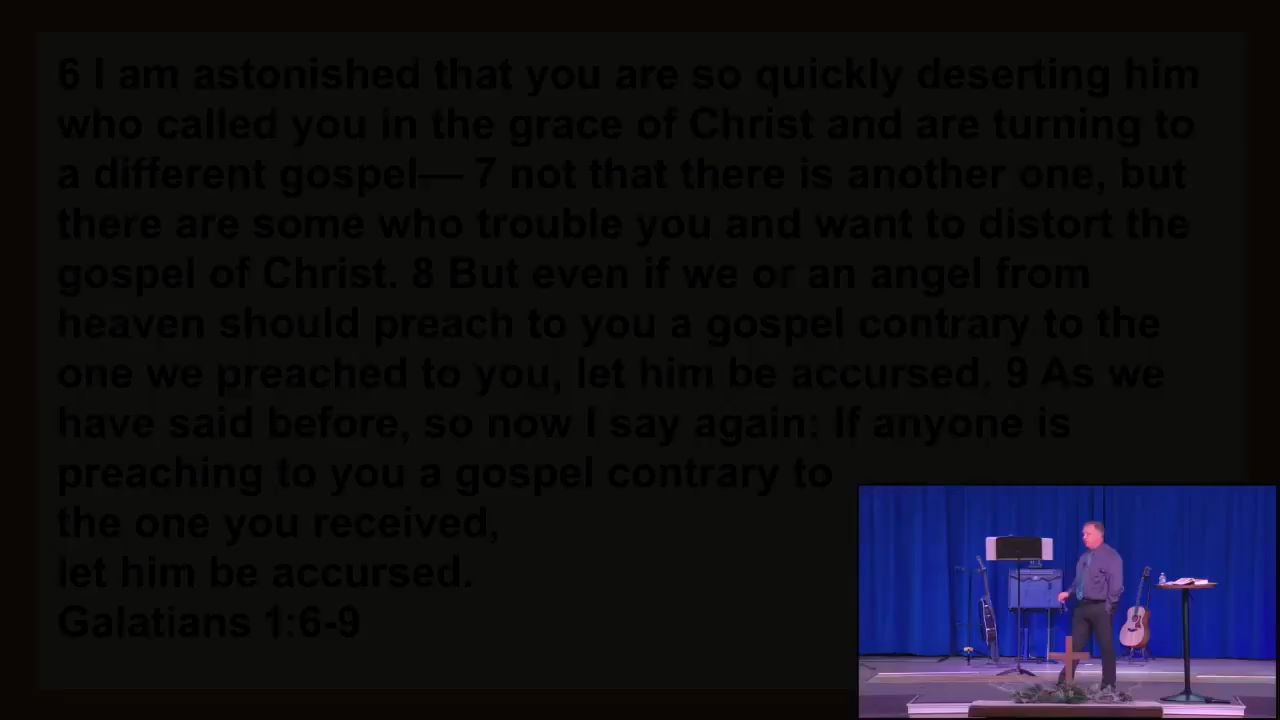 6 I am astonished that you are so quickly deserting him
who called you in the grace of Christ and are turning to
a different gospel— 7 not that there is another one, but
there are some who trouble you and want to distort the
gospel of Christ. 8 But even if we or an angel from
heaven should preach to you a gospel contrary to the
one we preached to you, let him be accursed. 9 As we
have said before, so now I say again: If anyone is
preaching to you a gospel contrary to
the one you received,
let him be accursed.
Galatians 1:6-9